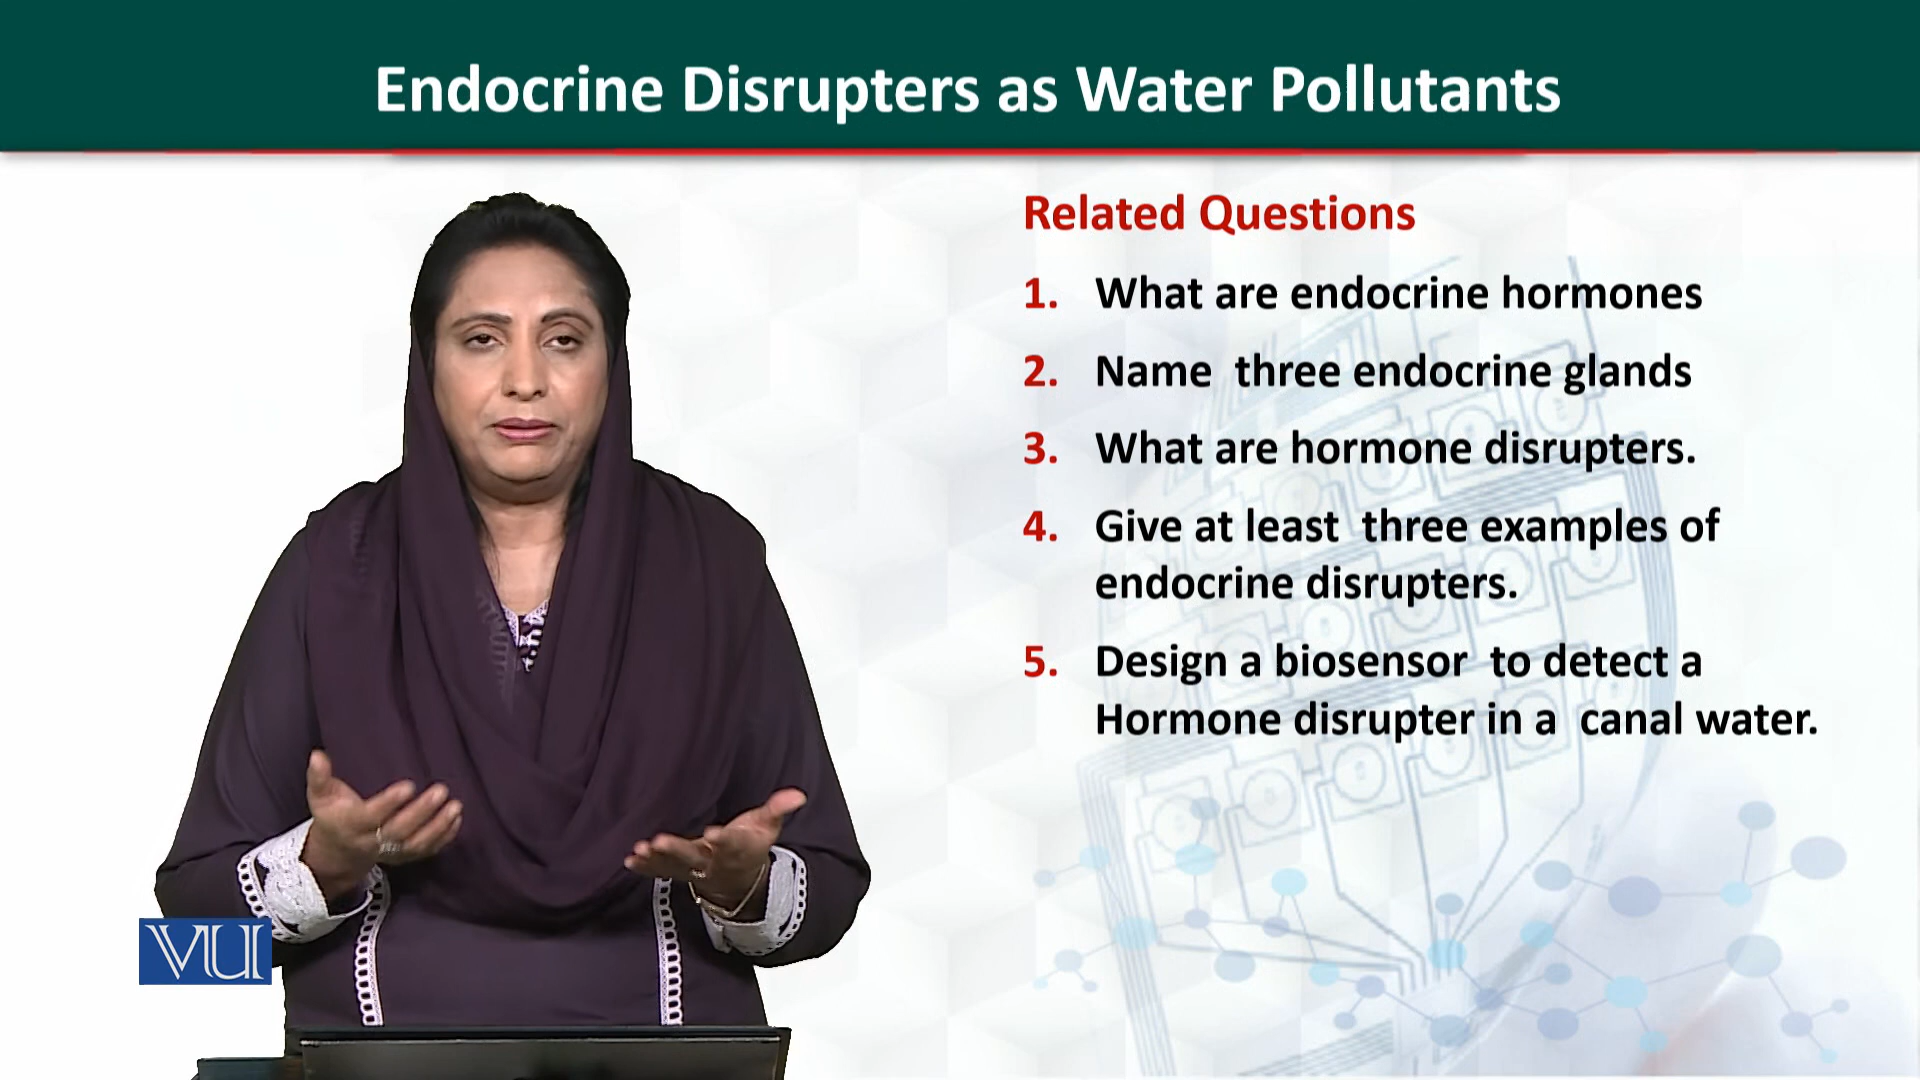 Endocrine Disrupters as Water Pollutants
Related Questions
1. What are endocrine hormones
2. Name three endocrine glands
3. What are hormone disrupters.
4. Give at least three examples of
endocrine disrupters.
5. Design a biosensor to detect a
Hormone disrupter in a canal water.
VU